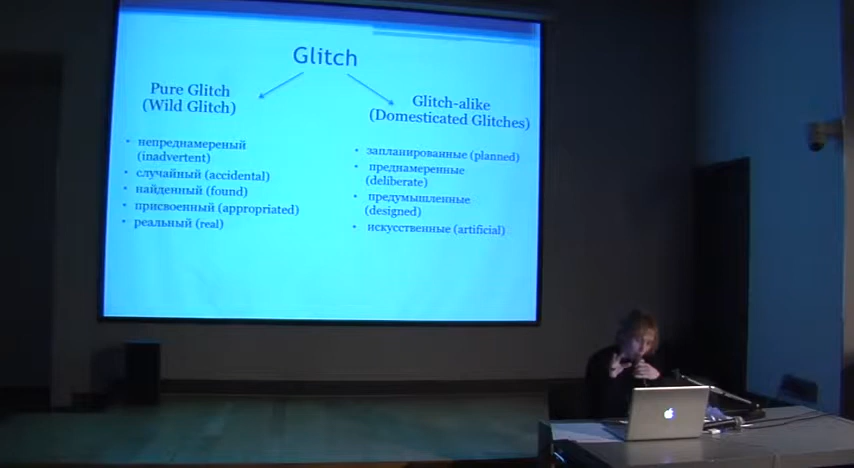 Glitch
Pure Glitch
(Wild Glitch)
• непреднамереный
(inadvertent)
• случайный (accidental)
• найденный (found)
• присвоенный (appropriated)
• реальный (real)
Glitch-alike
(Domesticated Glitches)
• запланированные (planned)
• преднамеренные
(deliberate)
• предумышленные
(designed)
• искусственные (artificial)